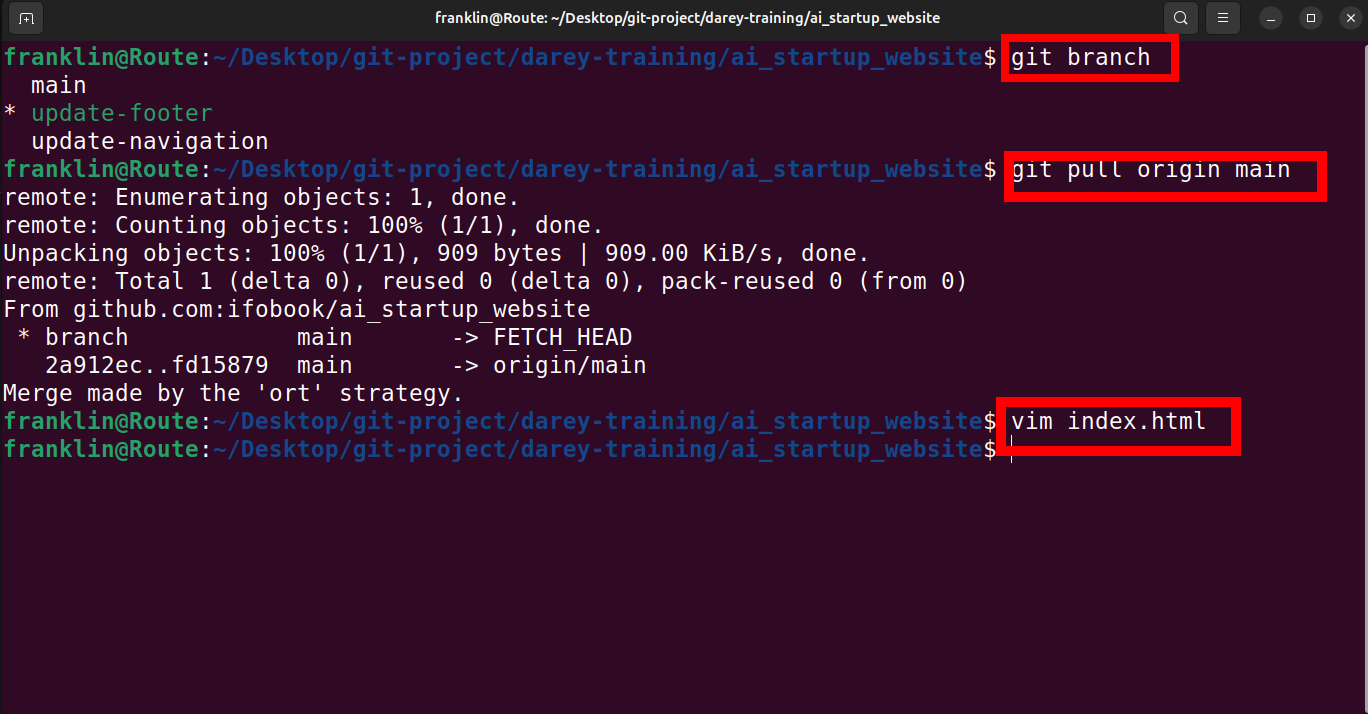 franklin@Route: ~/Desktop/git-project/darey-training/ai_startup_website
franklin@Route:~/Desktop/git-project/darey-training/ai_startup_website$ git branch
  main
* update-footer
  update-navigation
franklin@Route:~/Desktop/git-project/darey-training/ai_startup_website$ git pull origin main
remote: Enumerating objects: 1, done.
remote: Counting objects: 100% (1/1), done.
Unpacking objects: 100% (1/1), 909 bytes | 909.00 KiB/s, done.
remote: Total 1 (delta 0), reused 0 (delta 0), pack-reused 0 (from 0)
From github.com:ifobook/ai_startup_website
 * branch            main       -> FETCH_HEAD
   2a912ec..fd15879  main       -> origin/main
Merge made by the 'ort' strategy.
franklin@Route:~/Desktop/git-project/darey-training/ai_startup_website$ vim index.html
franklin@Route:~/Desktop/git-project/darey-training/ai_startup_website$